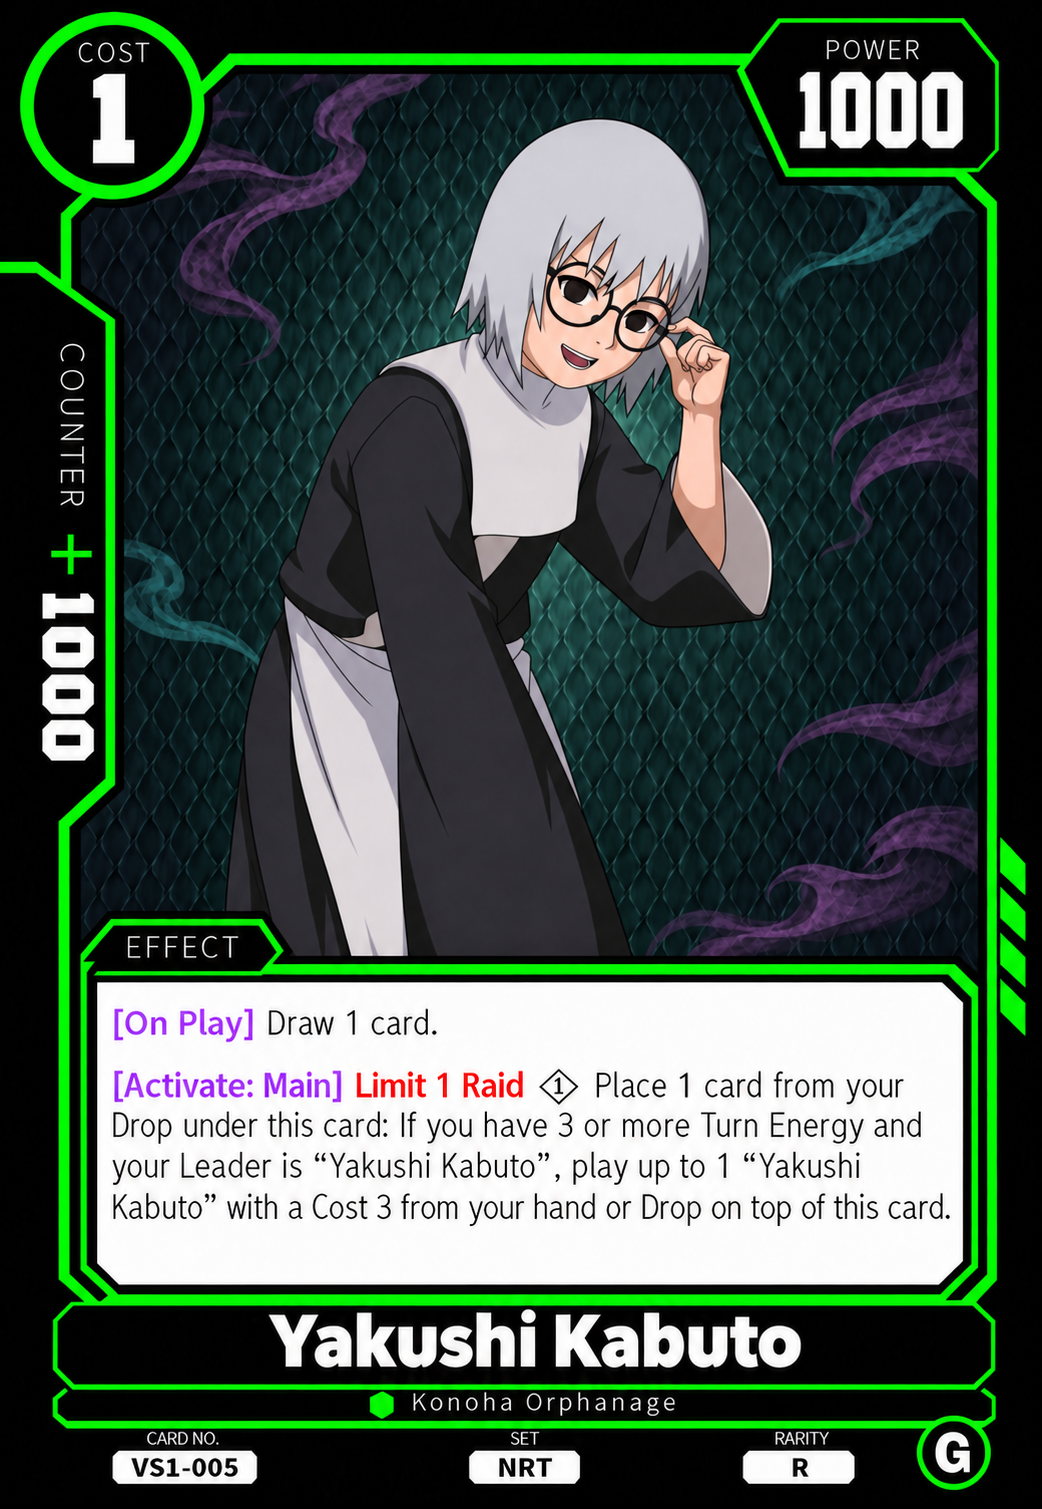 COST
1
POWER
1000
COUNTER + 1000
EFFECT
[On Play] Draw 1 card.
[Activate: Main] Limit 1 Raid 1 Place 1 card from your
Drop under this card: If you have 3 or more Turn Energy and
your Leader is “Yakushi Kabuto”, play up to 1 “Yakushi
Kabuto” with a Cost 3 from your hand or Drop on top of this card.
Yakushi Kabuto
Konoha Orphanage
CARD NO.
VS1-005
SET
NRT
RARITY
R
G